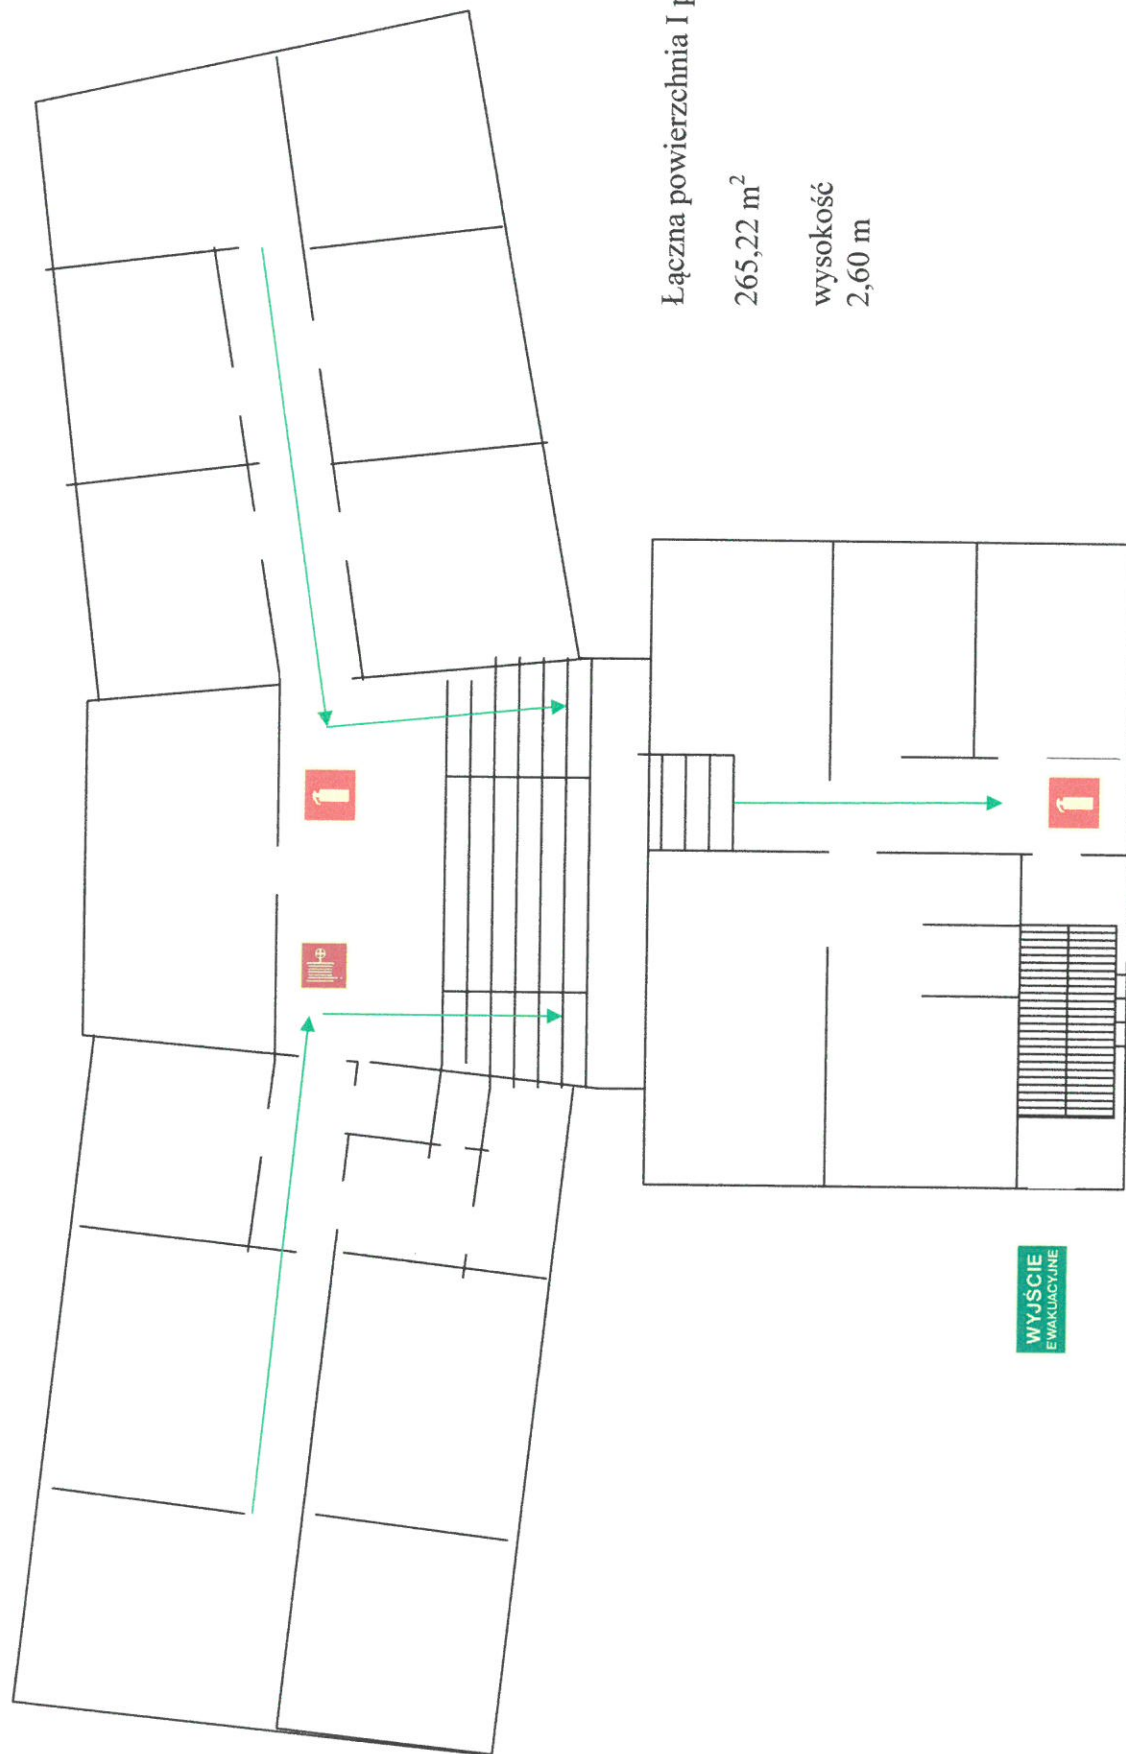 Łączna powierzchnia I p
265,22 m²
wysokość
2,60 m
WYJŚCIE
EWAKUACYJNE